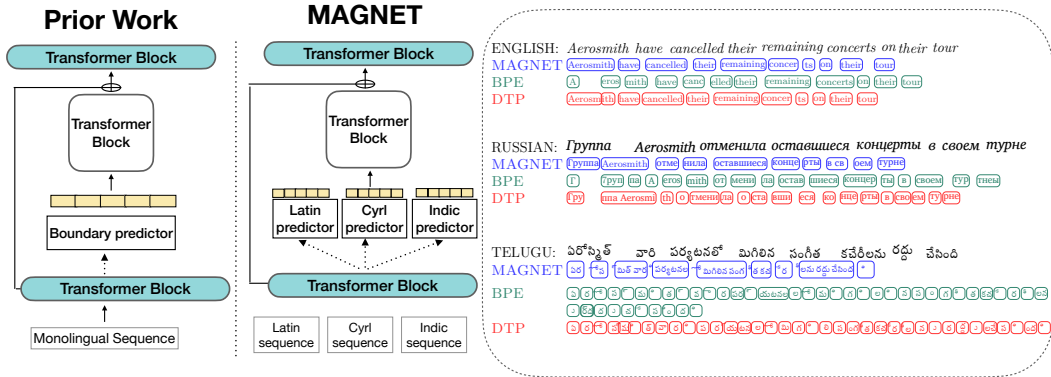 Prior Work
Transformer Block
Transformer Block
Boundary predictor
Transformer Block
Monolingual Sequence
MAGNET
Transformer Block
Transformer Block
Latin predictor
Cyrl predictor
Indic predictor
Transformer Block
Latin sequence
Cyrl sequence
Indic sequence
ENGLISH: Aerosmith have cancelled their remaining concerts on their tour
MAGNET Aerosmith have cancelled their remaining concer ts on their tour
BPE A eros mith have canc elled their remaining concerts on their tour
DTP Aerosm ith have cancelled their remaining concer ts on their tour
RUSSIAN: Группа Aerosmith отменила оставшиеся концерты в своем турне
MAGNET Группа Aerosmith отме нила оставшиеся конце рты в св оем турне
BPE Г ?руп па A eros mith от мени ла остав шиеся концер ты в своем тур тнеы
DTP Гру ппа Aerosmi th о тменила о ста вши еся ко нце рты в своем ту рне
TELUGU: ఏరోస్మిత్ వారి పర్యటనలో మిగిలిన సంగీత కచేరీలను రద్దు చేసింది
MAGNET
BPE
DTP